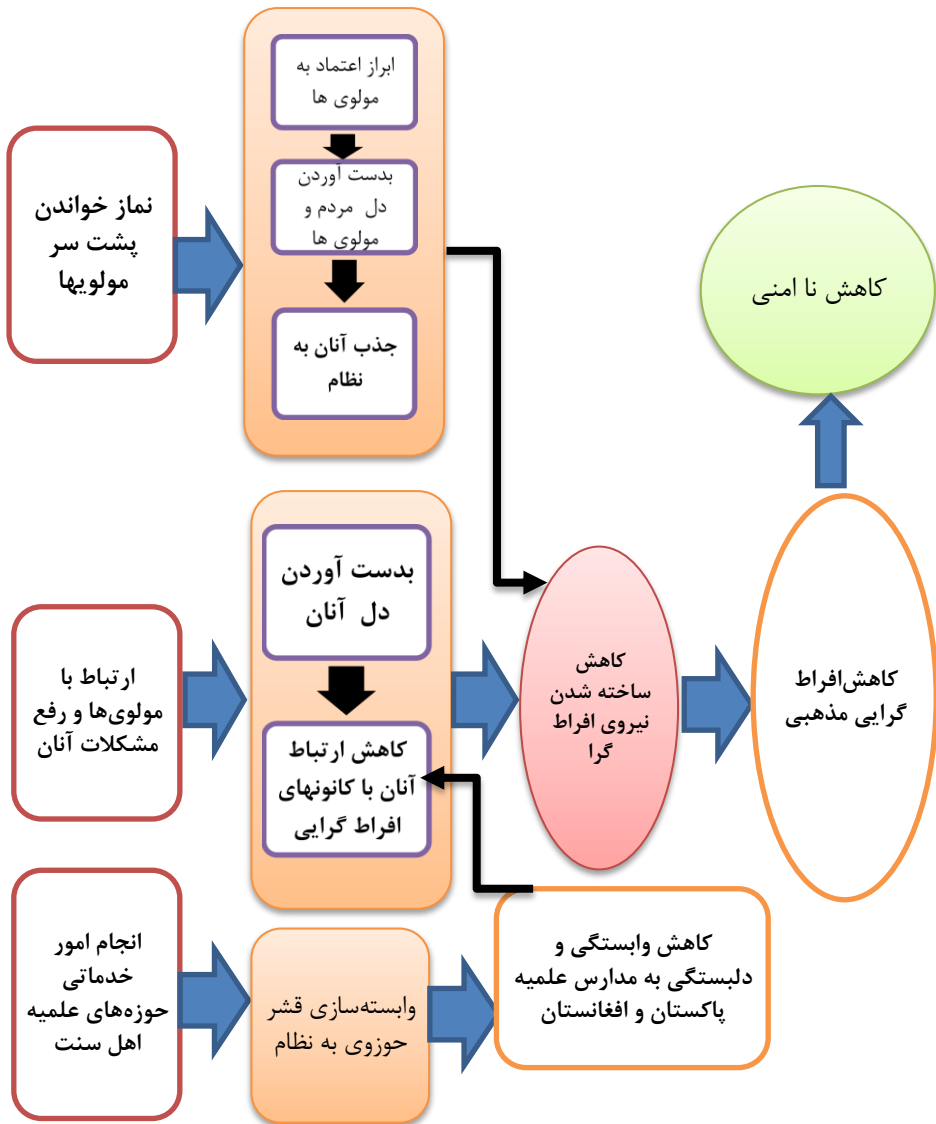 ابراز اعتماد به
مولوی ها
بدست آوردن
دل مردم و
مولوی ها
جذب آنان به
نظام
نماز خواندن
پشت سر
مولویها
کاهش نا امنی
بدست آوردن
دل آنان
کاهش ارتباط
آنان با کانونهای
افراط گرایی
ارتباط با
مولوی‌ها و رفع
مشکلات آنان
کاهش
ساخته شدن
نیروی افراط
گرا
کاهش‌افراط
گرایی مذهبی
انجام امور
خدماتی
حوزه‌های علمیه
اهل سنت
وابسته‌سازی قشر
حوزوی به نظام
کاهش وابستگی و
دلبستگی به مدارس علمیه
پاکستان و افغانستان